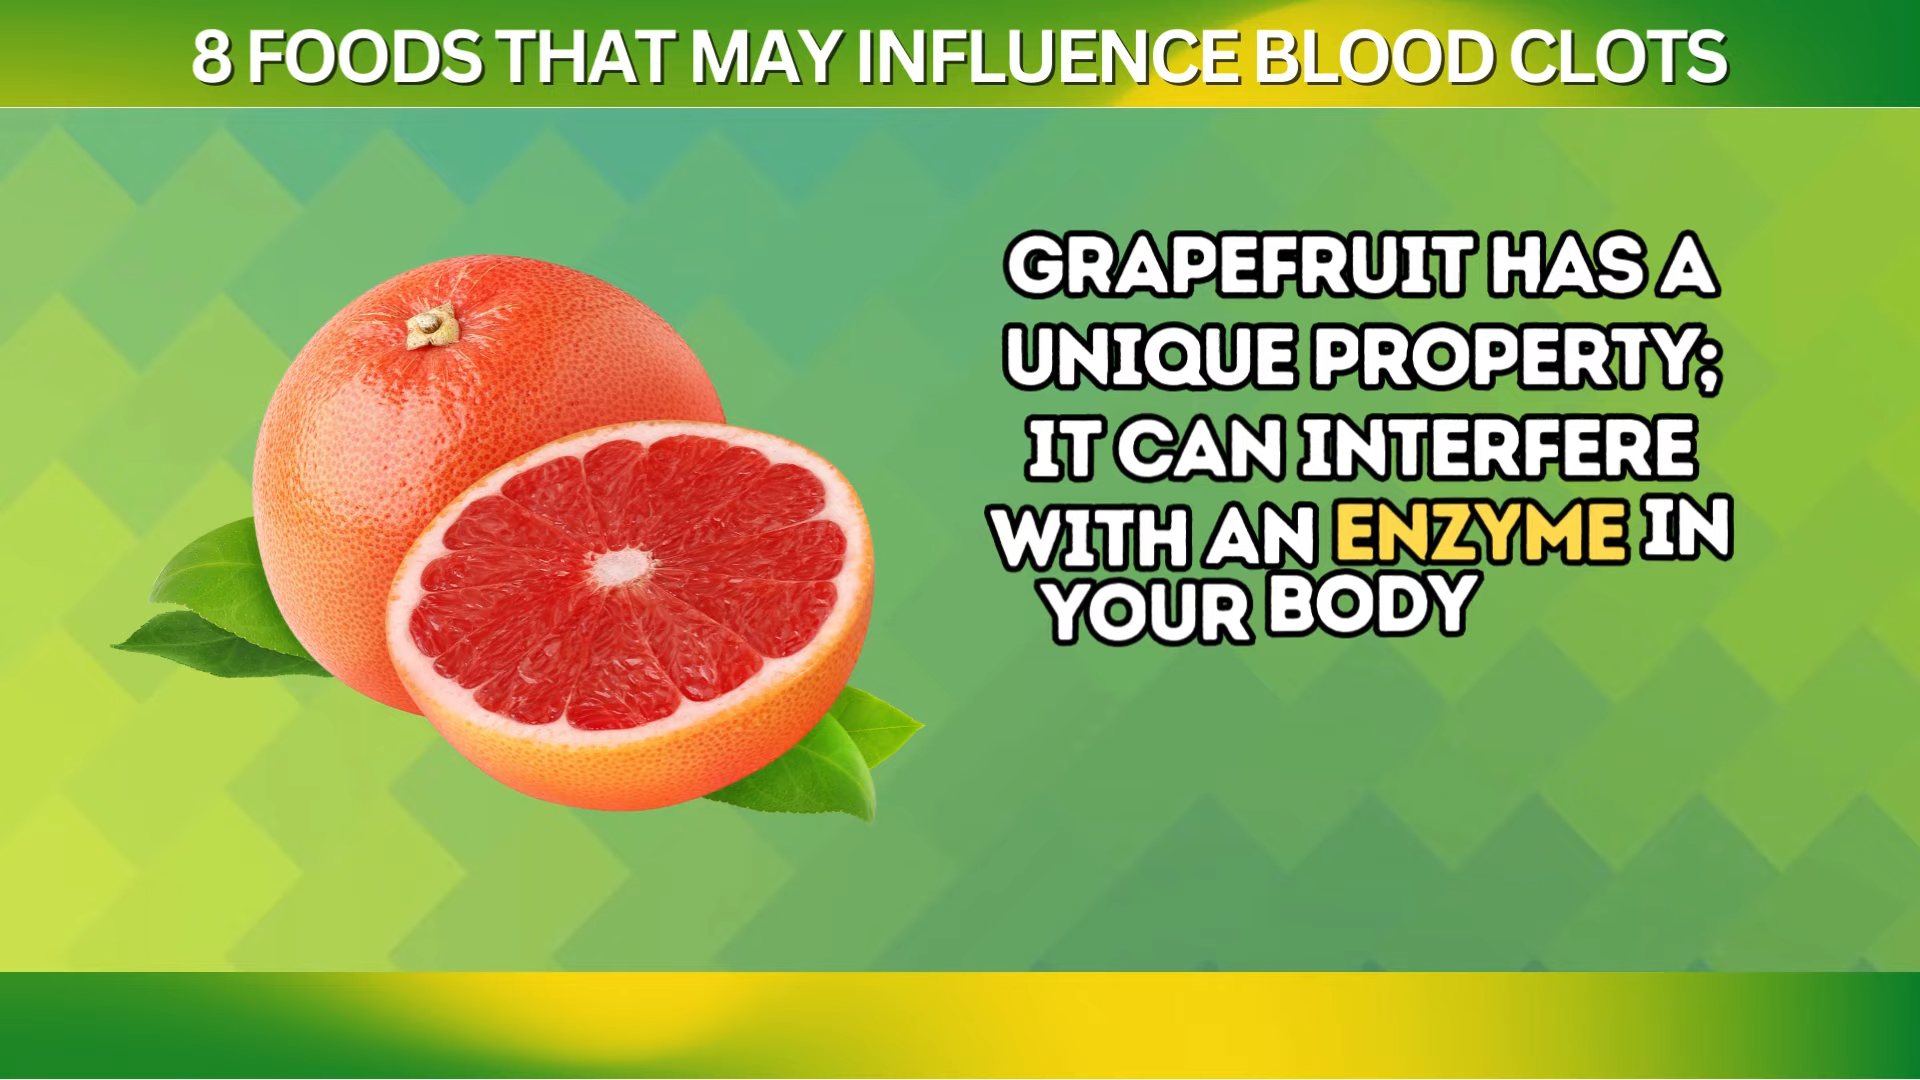 8 FOODS THAT MAY INFLUENCE BLOOD CLOTS
GRAPEFRUIT HAS A
UNIQUE PROPERTY;
IT CAN INTERFERE
WITH AN ENZYME IN
YOUR BODY